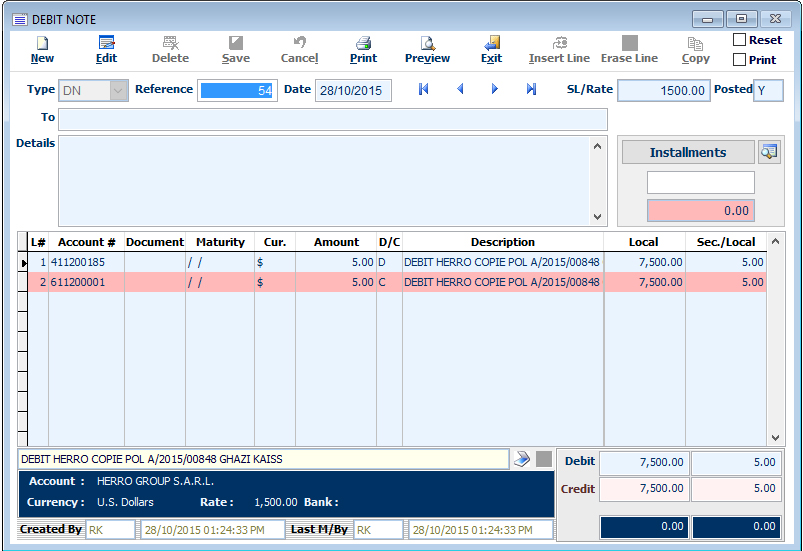 DEBIT NOTE
New Edit Delete Save Cancel Print Preview Exit Insert Line Erase Line Copy Reset
Print
Type DN Reference 54 Date 28/10/2015 SL/Rate 1500.00 Posted Y
To
Details
Installments
0.00
L# Account # Document Maturity Cur. Amount D/C Description Local Sec./Local
1 411200185 / / $ 5.00 D DEBIT HERRO COPIE POL A/2015/00848 7,500.00 5.00
2 611200001 / / $ 5.00 C DEBIT HERRO COPIE POL A/2015/00848 7,500.00 5.00
DEBIT HERRO COPIE POL A/2015/00848 GHAZI KAISS
Debit 7,500.00 5.00
Account : HERRO GROUP S.A.R.L.
Credit 7,500.00 5.00
Currency : U.S. Dollars Rate : 1,500.00 Bank :
0.00 0.00
Created By RK 28/10/2015 01:24:33 PM Last M/By RK 28/10/2015 01:24:33 PM